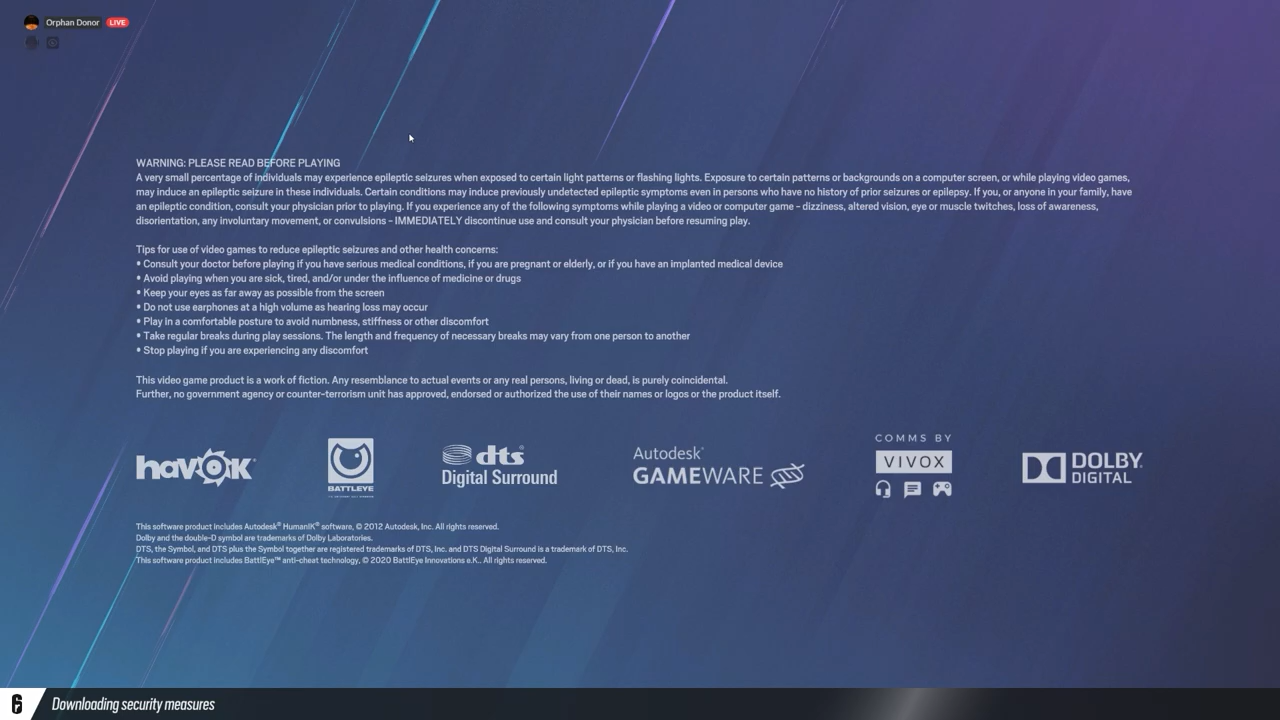 Orphan Donor LIVE
WARNING: PLEASE READ BEFORE PLAYING
A very small percentage of individuals may experience epileptic seizures when exposed to certain light patterns or flashing lights. Exposure to certain patterns or backgrounds on a computer screen, or while playing video games,
may induce an epileptic seizure in these individuals. Certain conditions may induce previously undetected epileptic symptoms even in persons who have no history of prior seizures or epilepsy. If you, or anyone in your family, have
an epileptic condition, consult your physician prior to playing. If you experience any of the following symptoms while playing a video or computer game - dizziness, altered vision, eye or muscle twitches, loss of awareness,
disorientation, any involuntary movement, or convulsions - IMMEDIATELY discontinue use and consult your physician before resuming play.
Tips for use of video games to reduce epileptic seizures and other health concerns:
• Consult your doctor before playing if you have serious medical conditions, if you are pregnant or elderly, or if you have an implanted medical device
• Avoid playing when you are sick, tired, and/or under the influence of medicine or drugs
• Keep your eyes as far away as possible from the screen
• Do not use earphones at a high volume as hearing loss may occur
• Play in a comfortable posture to avoid numbness, stiffness or other discomfort
• Take regular breaks during play sessions. The length and frequency of necessary breaks may vary from one person to another
• Stop playing if you are experiencing any discomfort
This video game product is a work of fiction. Any resemblance to actual events or any real persons, living or dead, is purely coincidental.
Further, no government agency or counter-terrorism unit has approved, endorsed or authorized the use of their names or logos or the product itself.
havok
BATTLEYE
dts
Digital Surround
Autodesk®
GAMEWARE
COMMS BY
VIVOX
DOLBY.
DIGITAL
This software product includes Autodesk® HumanIK® software, © 2012 Autodesk, Inc. All rights reserved.
Dolby and the double-D symbol are trademarks of Dolby Laboratories.
DTS, the Symbol, and DTS plus the Symbol together are registered trademarks of DTS, Inc. and DTS Digital Surround is a trademark of DTS, Inc.
This software product includes BattlEye™ anti-cheat technology, © 2020 BattlEye Innovations e.K.. All rights reserved.
6 Downloading security measures